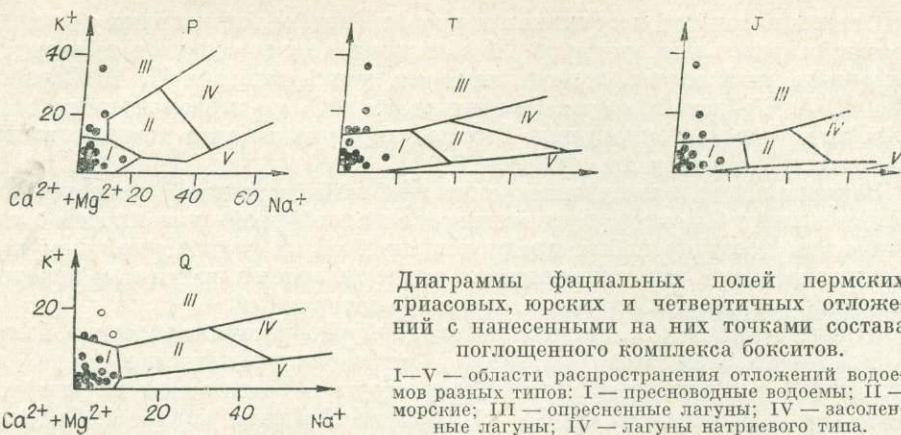 K⁺
P
40
III
20
IV
II
I
V
Ca²⁺+Mg²⁺ 20 40 60 Na⁺
T
III
20
IV
I
II
V
J
III
20
IV
I
II
V
K⁺
Q
20
III
IV
II
I
V
Ca²⁺+Mg²⁺ 20 40 Na⁺
Диаграммы фациальных полей пермских
триасовых, юрских и четвертичных отложе-
ний с нанесенными на них точками состава
поглощенного комплекса бокситов.
I—V — области распространения отложений водое-
мов разных типов: I — пресноводные водоемы; II —
морские; III — опресненные лагуны; IV — засолен-
ные лагуны; IV — лагуны натриевого типа.